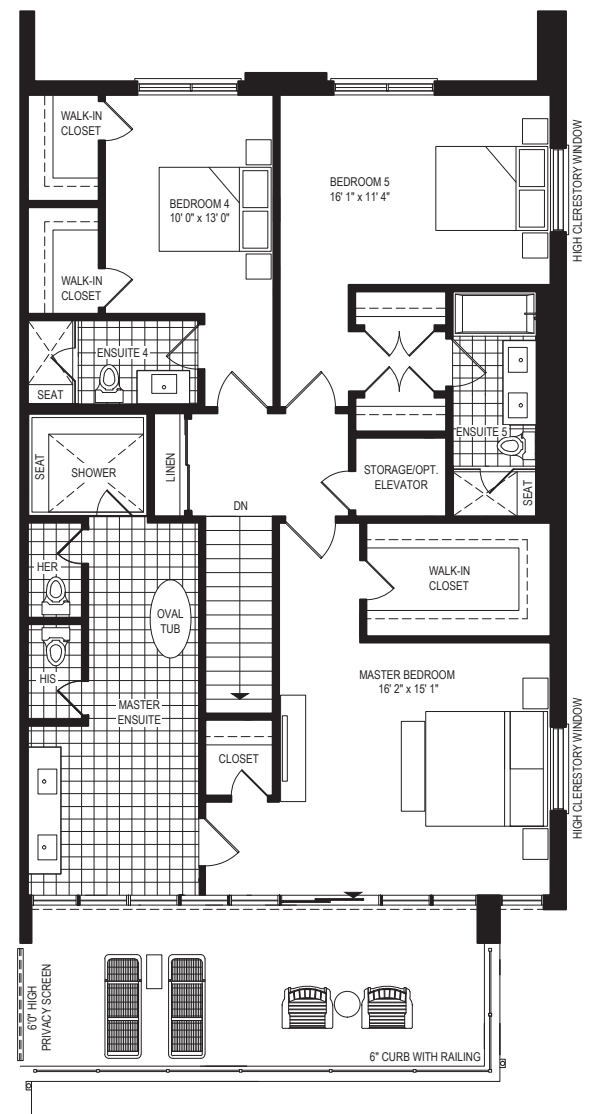 WALK-IN
CLOSET
BEDROOM 4
10' 0" x 13' 0"
BEDROOM 5
16' 1" x 11' 4"
HIGH CLERESTORY WINDOW
WALK-IN
CLOSET
ENSUITE 4
SEAT
SEAT
SHOWER
LINEN
DN
STORAGE/OPT.
ELEVATOR
ENSUITE 5
SEAT
HER
OVAL
TUB
WALK-IN
CLOSET
HIS
MASTER
ENSUITE
MASTER BEDROOM
16' 2" x 15' 1"
CLOSET
HIGH CLERESTORY WINDOW
6'0" HIGH
PRIVACY SCREEN
6" CURB WITH RAILING